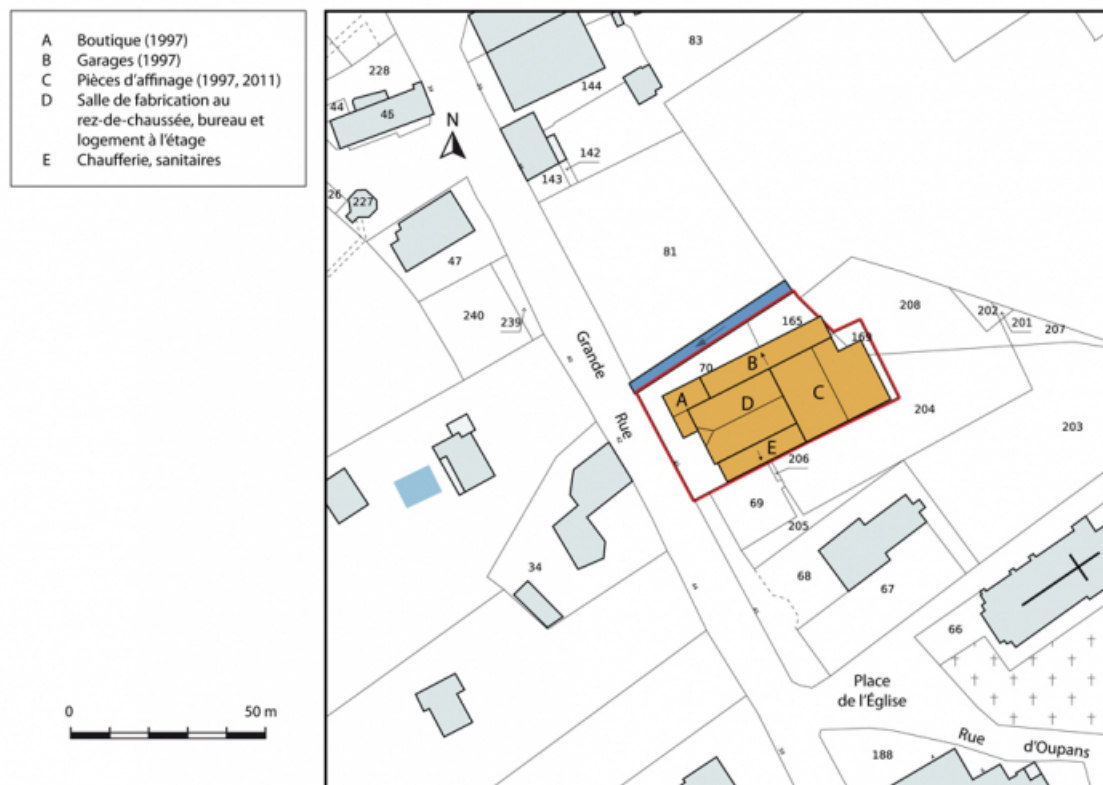 A Boutique (1997)
B Garages (1997)
C Pièces d'affinage (1997, 2011)
D Salle de fabrication au
rez-de-chaussée, bureau et
logement à l'étage
E Chaufferie, sanitaires
0 50 m
N
83
228
144
44
45
142
143
26
227
81
47
208
202
201
207
240
239
165
169
Grande
Rue
70
B
A
D
C
E
204
203
206
69
205
34
68
67
66
Place
de l'Église
Rue
d'Oupans
188